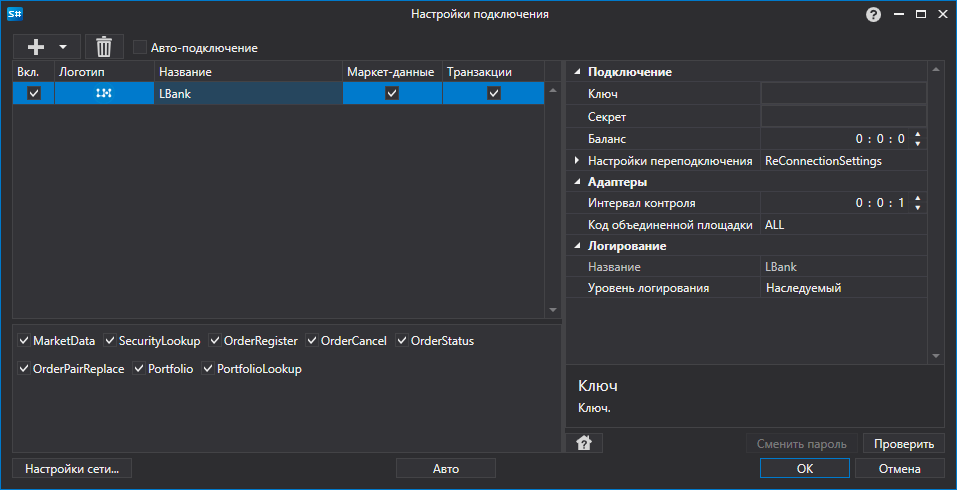 S# Настройки подключения ?
Авто-подключение
Вкл. Логотип Название Маркет-данные Транзакции
LBank
Подключение
Ключ
Секрет
Баланс 0 : 0 : 0
Настройки переподключения ReConnectionSettings
Адаптеры
Интервал контроля 0 : 0 : 1
Код объединенной площадки ALL
Логирование
Название LBank
Уровень логирования Наследуемый
MarketData SecurityLookup OrderRegister OrderCancel OrderStatus
OrderPairReplace Portfolio PortfolioLookup
Ключ
Ключ.
Сменить пароль Проверить
Настройки сети... Авто OK Отмена